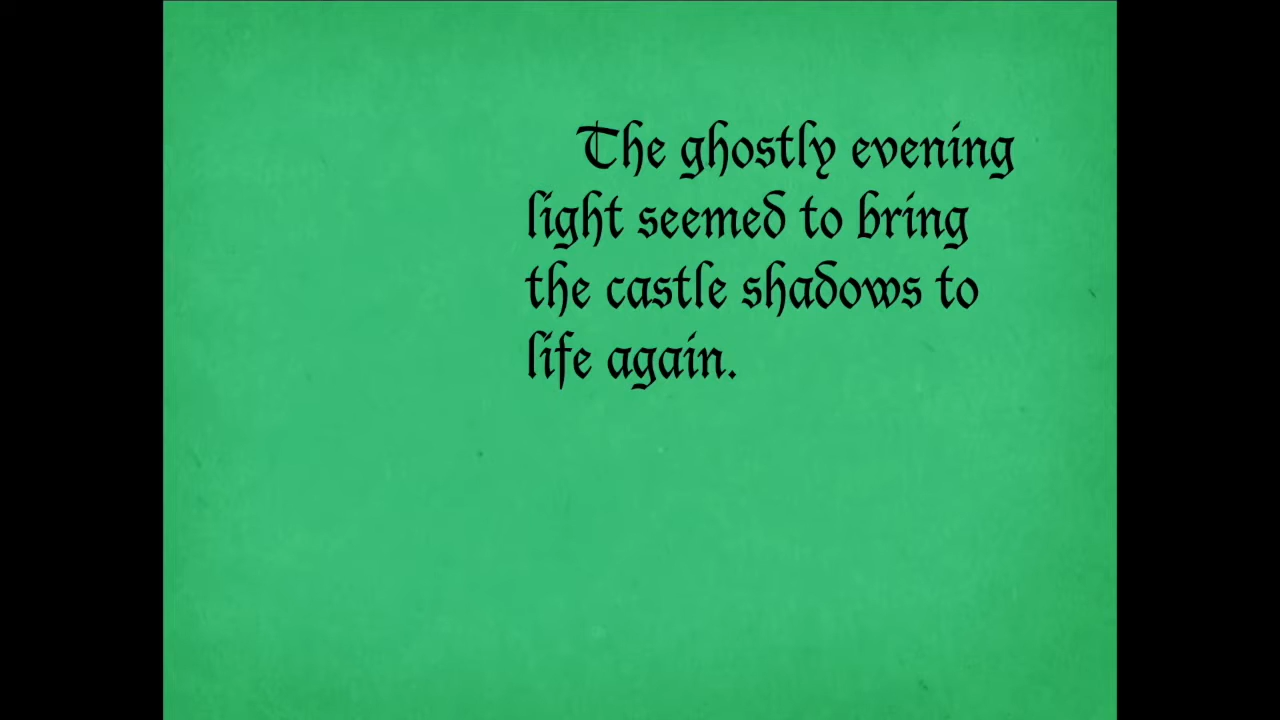 The ghostly evening
light seemed to bring
the castle shadows to
life again.